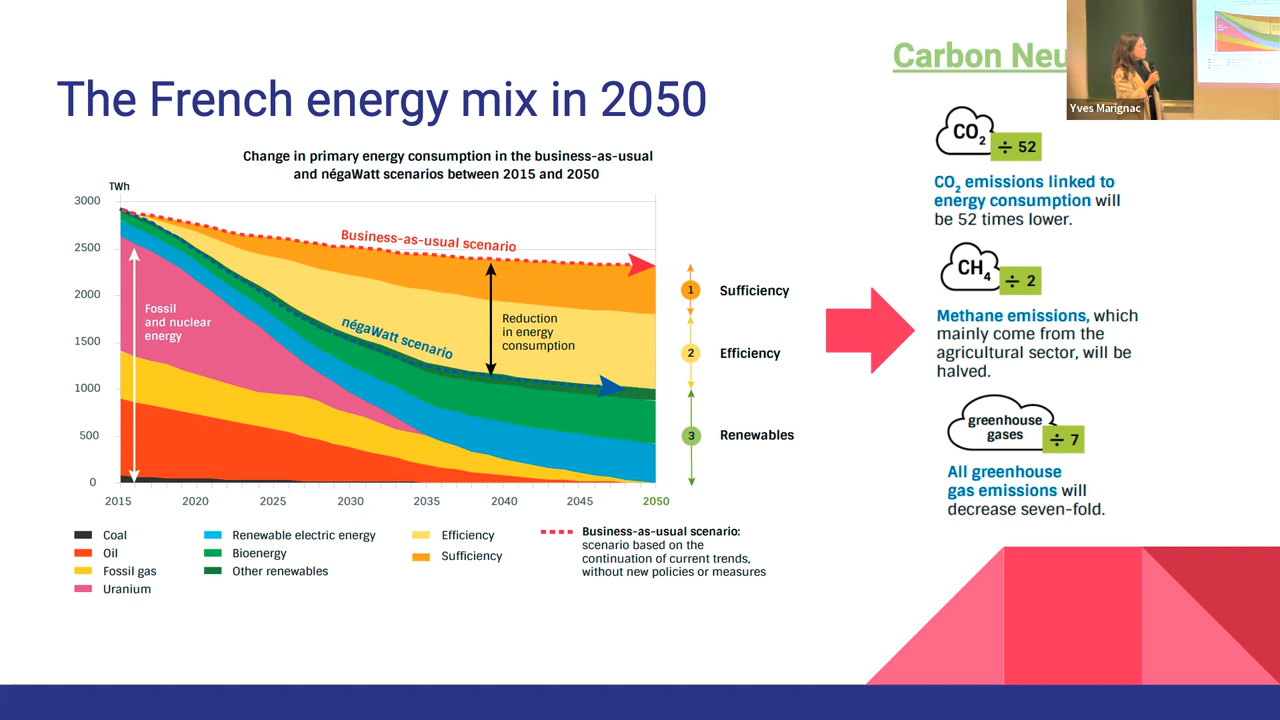 The French energy mix in 2050
Carbon Neu
Yves Marignac
Change in primary energy consumption in the business-as-usual
and négaWatt scenarios between 2015 and 2050
TWh
3000
2500
2000
1500
1000
500
0
2015
2020
2025
2030
2035
2040
2045
2050
Business-as-usual scenario
négaWatt scenario
Fossil
and nuclear
energy
Reduction
in energy
consumption
1 Sufficiency
2 Efficiency
3 Renewables
Coal
Oil
Fossil gas
Uranium
Renewable electric energy
Bioenergy
Other renewables
Efficiency
Sufficiency
Business-as-usual scenario:
scenario based on the
continuation of current trends,
without new policies or measures
CO2 ÷ 52
CO2 emissions linked to
energy consumption will
be 52 times lower.
CH4 ÷ 2
Methane emissions, which
mainly come from the
agricultural sector, will be
halved.
greenhouse
gases ÷ 7
All greenhouse
gas emissions will
decrease seven-fold.